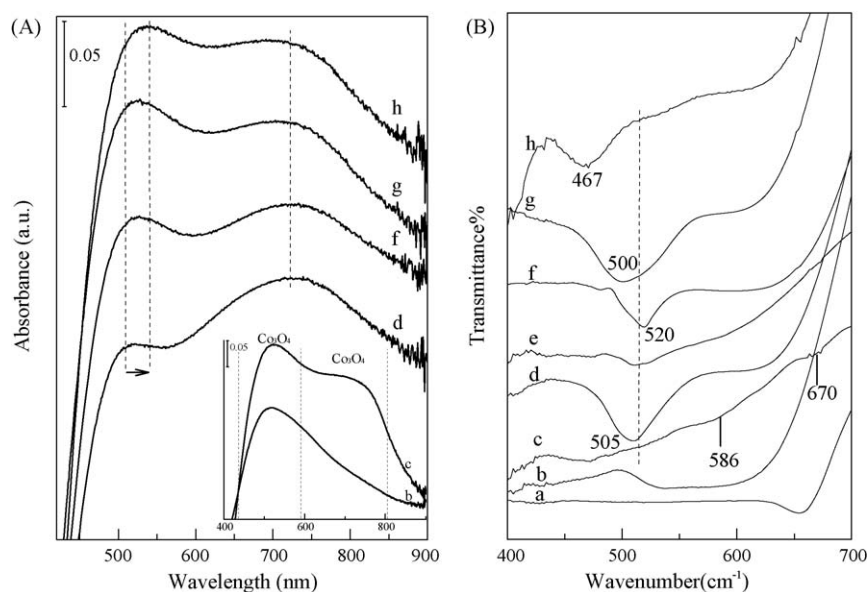 (A)
0.05
h
g
f
d
Absorbance (a.u.)
0.05
Co₃O₄
Co₃O₄
c
b
400
600
800
500
600
700
800
900
Wavelength (nm)
(B)
h
467
g
500
f
520
e
d
505
670
c
586
b
a
Transmittance%
400
500
600
700
Wavenumber(cm⁻¹)